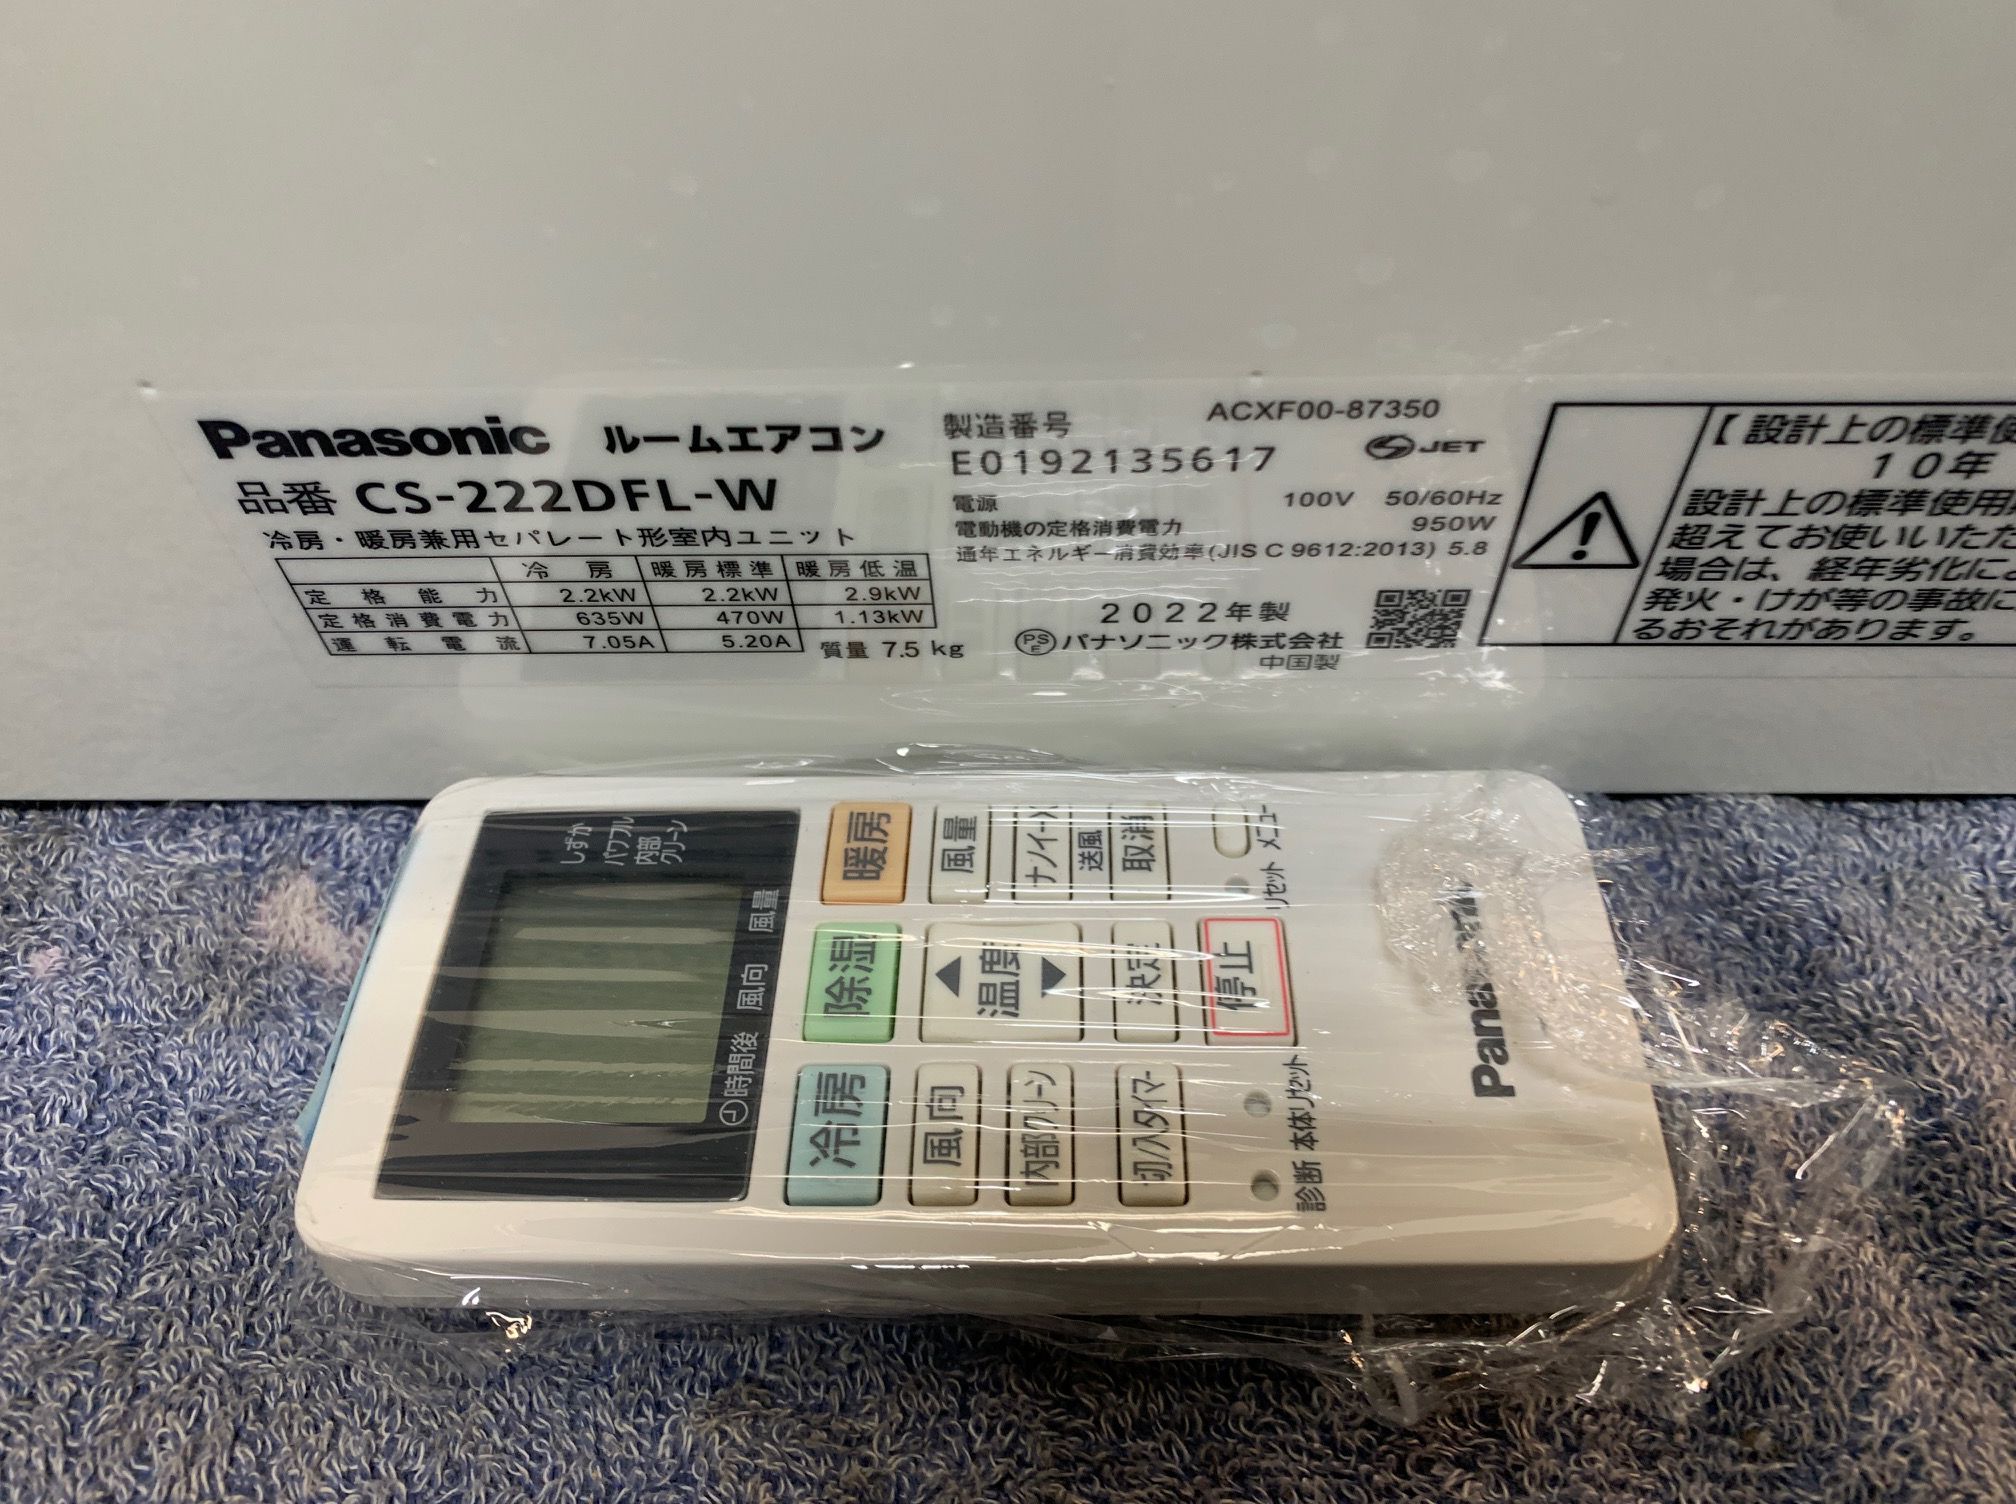 Panasonic ルームエアコン
品番 CS-222DFL-W
冷房・暖房兼用セパレート形室内ユニット
冷房 暖房標準 暖房低温
定格能力 2.2kW 2.2kW 2.9kW
定格消費電力 635W 470W 1.13kW
運転電流 7.05A 5.20A
質量 7.5 kg
製造番号 ACXF00-87350
E0192135617 JET
電源 100V 50/60Hz
電動機の定格消費電力 950W
通年エネルギー消費効率(JIS C 9612:2013) 5.8
2022年製
PSE パナソニック株式会社
中国製
【設計上の標準使
10年
設計上の標準使用
超えてお使いいただ
場合は、経年劣化によ
発火・けが等の事故に
るおそれがあります。
しずか
パワフル
内部
クリーン
時間後 風向 風量
冷房 除湿 暖房
風向 温度 風量
内部クリーン ナノイーX
送風
切/入タイマー 決定 取消
停止
診断 本体リセット リセット メニュー
Panasonic